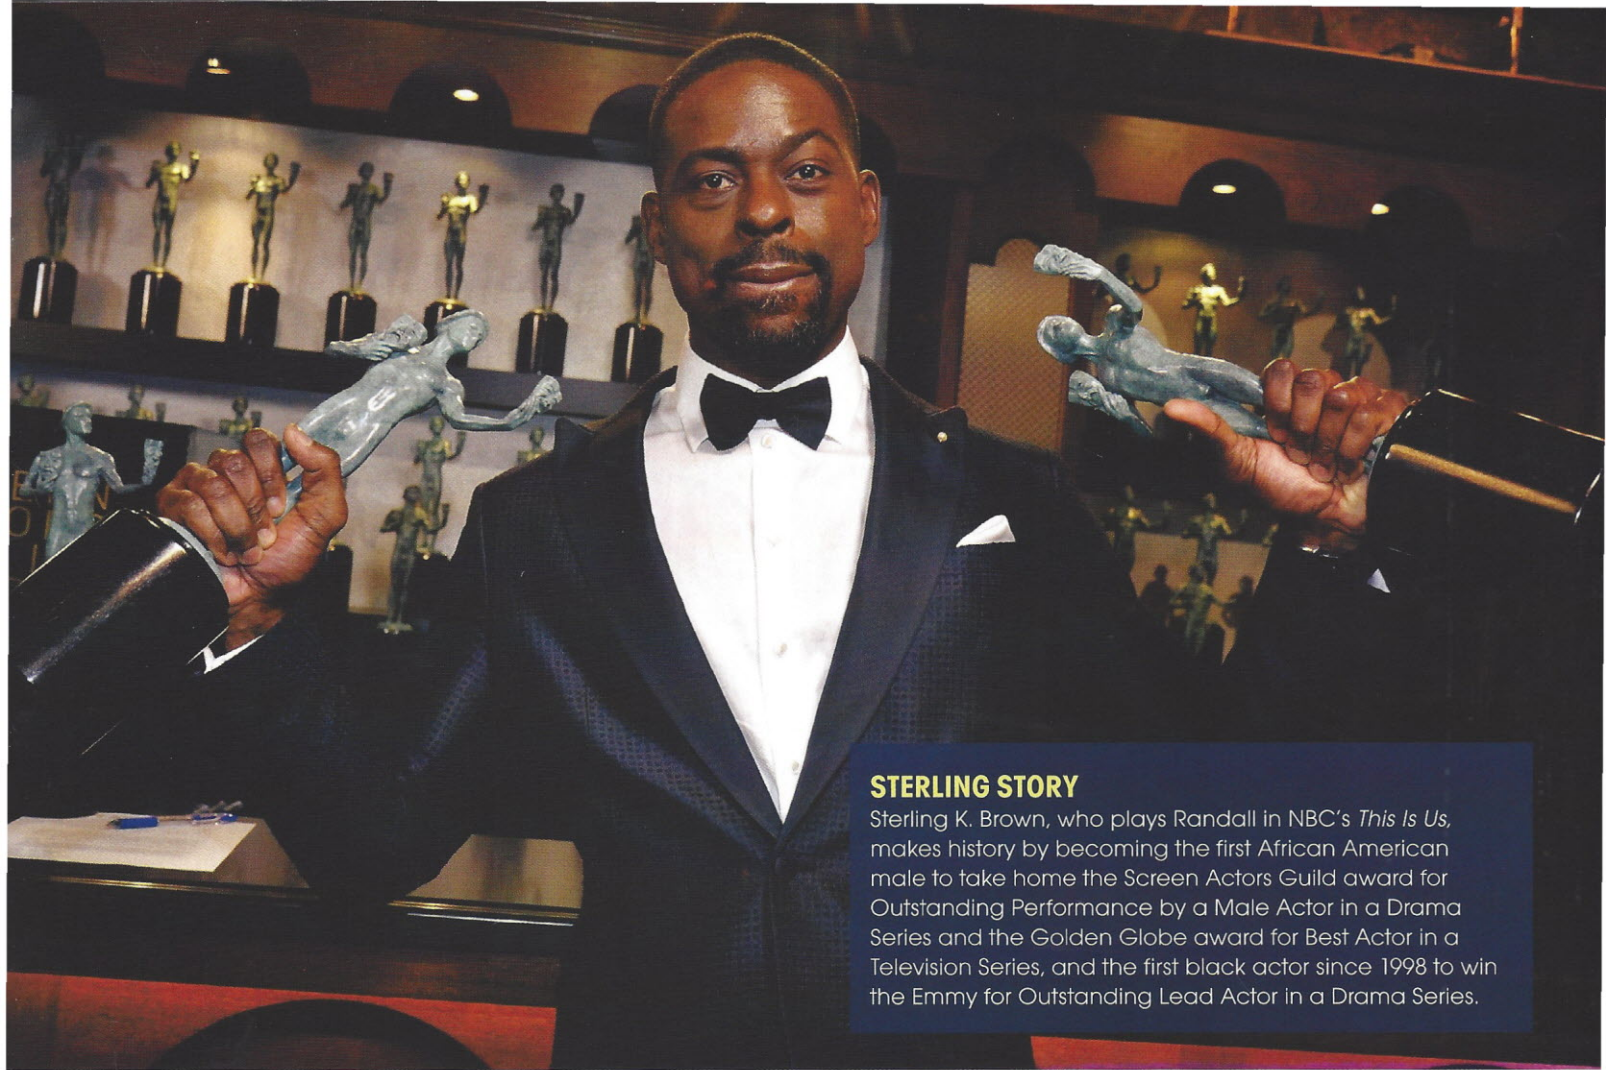 STERLING STORY
Sterling K. Brown, who plays Randall in NBC's This Is Us,
makes history by becoming the first African American
male to take home the Screen Actors Guild award for
Outstanding Performance by a Male Actor in a Drama
Series and the Golden Globe award for Best Actor in a
Television Series, and the first black actor since 1998 to win
the Emmy for Outstanding Lead Actor in a Drama Series.